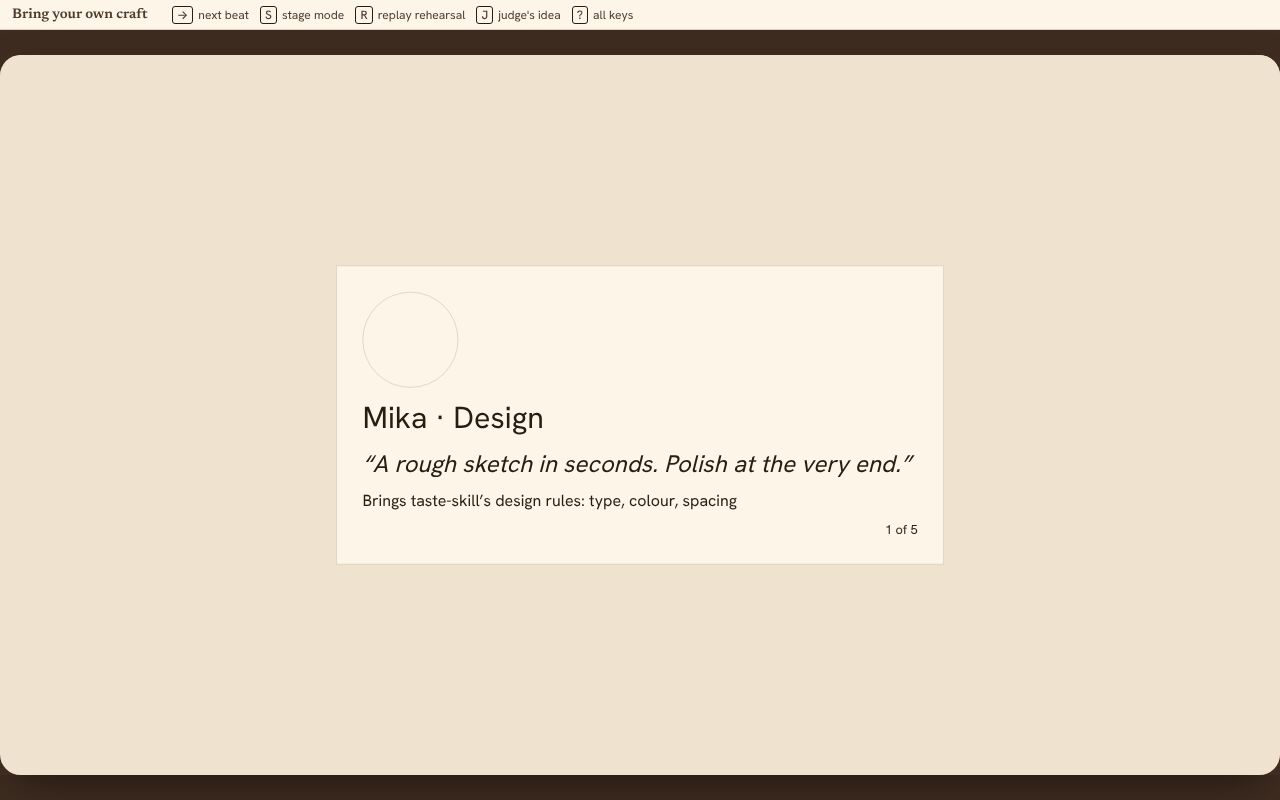 Bring your own craft → next beat S stage mode R replay rehearsal J judge's idea ? all keys
Mika · Design
“A rough sketch in seconds. Polish at the very end.”
Brings taste-skill’s design rules: type, colour, spacing
1 of 5